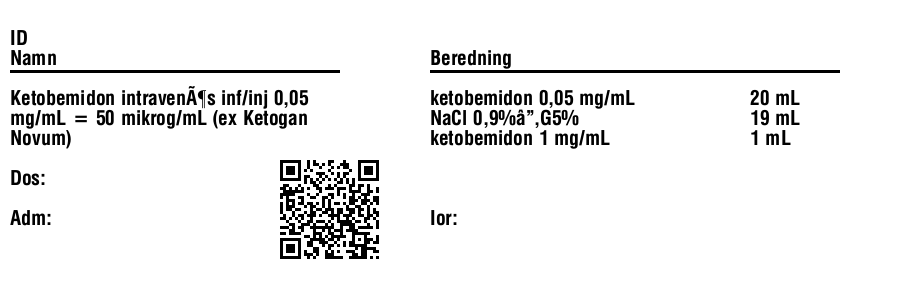 ID
Namn
Ketobemidon intravenÃ¶s inf/inj 0,05
mg/mL = 50 mikrog/mL (ex Ketogan
Novum)
Dos:
Adm:
Beredning
ketobemidon 0,05 mg/mL 20 mL
NaCl 0,9%â”‚G5% 19 mL
ketobemidon 1 mg/mL 1 mL
Ior: